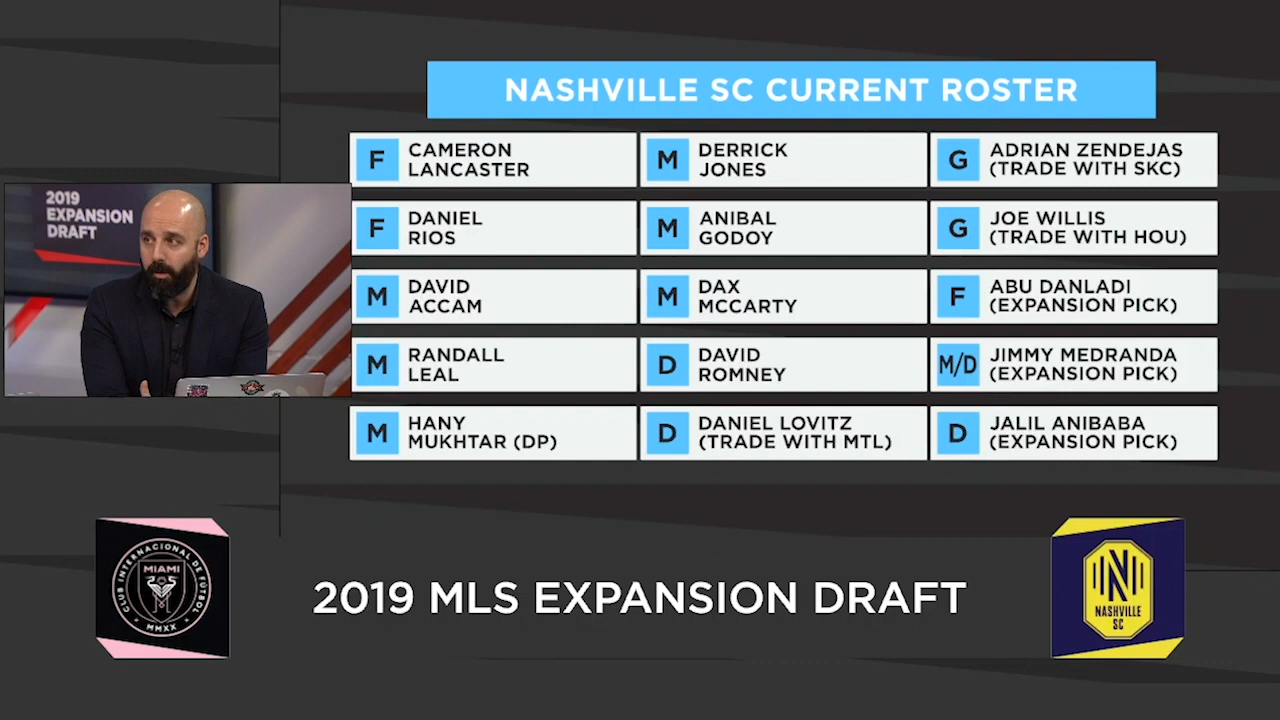 NASHVILLE SC CURRENT ROSTER
F
CAMERON
LANCASTER
M
DERRICK
JONES
G
ADRIAN ZENDEJAS
(TRADE WITH SKC)
F
DANIEL
RIOS
M
ANIBAL
GODOY
G
JOE WILLIS
(TRADE WITH HOU)
M
DAVID
ACCAM
M
DAX
MCCARTY
F
ABU DANLADI
(EXPANSION PICK)
M
RANDALL
LEAL
D
DAVID
ROMNEY
M/D
JIMMY MEDRANDA
(EXPANSION PICK)
M
HANY
MUKHTAR (DP)
D
DANIEL LOVITZ
(TRADE WITH MTL)
D
JALIL ANIBABA
(EXPANSION PICK)
2019
EXPANSION
DRAFT
CLUB INTERNACIONAL DE FÚTBOL
MIAMI
MMXX
2019 MLS EXPANSION DRAFT
N
NASHVILLE
SC